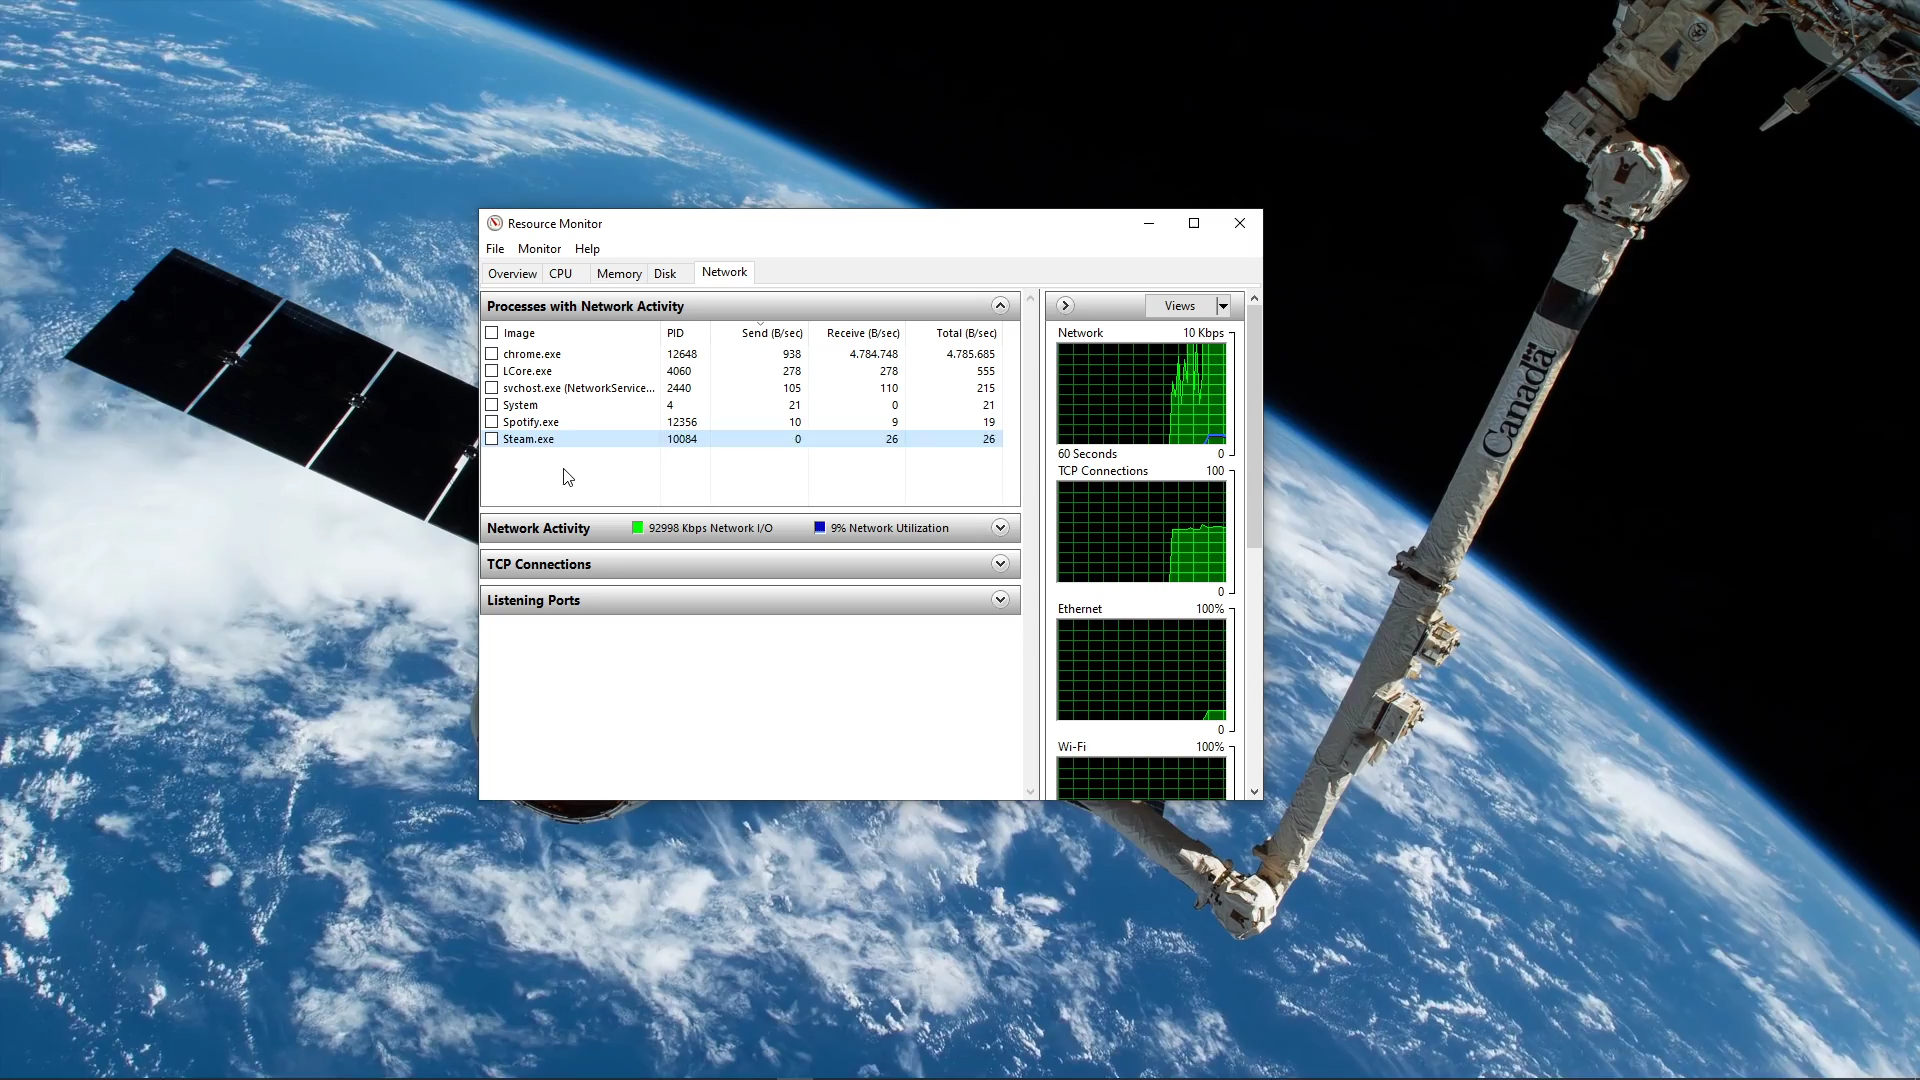 Resource Monitor
File Monitor Help
Overview CPU Memory Disk Network
Processes with Network Activity
Image PID Send (B/sec) Receive (B/sec) Total (B/sec)
chrome.exe 12648 938 4.784.748 4.785.685
LCore.exe 4060 278 278 555
svchost.exe (NetworkService... 2440 105 110 215
System 4 21 0 21
Spotify.exe 12356 10 9 19
Steam.exe 10084 0 26 26
Network Activity 92998 Kbps Network I/O 9% Network Utilization
TCP Connections
Listening Ports
Views
Network 10 Kbps
60 Seconds 0
TCP Connections 100
0
Ethernet 100%
0
Wi-Fi 100%
Canada